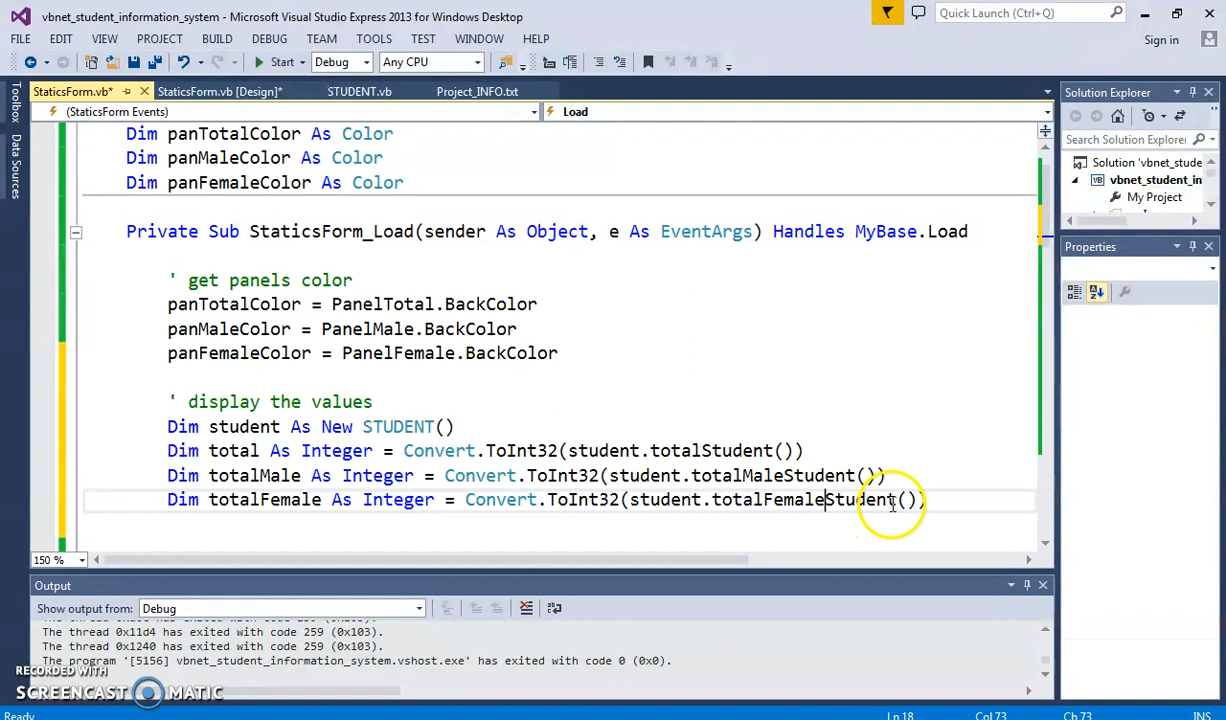 vbnet_student_information_system - Microsoft Visual Studio Express 2013 for Windows Desktop
Quick Launch (Ctrl+Q)
FILE EDIT VIEW PROJECT BUILD DEBUG TEAM TOOLS TEST WINDOW HELP
Sign in
Start Debug Any CPU
StaticsForm.vb* StaticsForm.vb [Design]* STUDENT.vb Project_INFO.txt
(StaticsForm Events) Load
Toolbox
Data Sources
Dim panTotalColor As Color
Dim panMaleColor As Color
Dim panFemaleColor As Color
Private Sub StaticsForm_Load(sender As Object, e As EventArgs) Handles MyBase.Load
' get panels color
panTotalColor = PanelTotal.BackColor
panMaleColor = PanelMale.BackColor
panFemaleColor = PanelFemale.BackColor
' display the values
Dim student As New STUDENT()
Dim total As Integer = Convert.ToInt32(student.totalStudent())
Dim totalMale As Integer = Convert.ToInt32(student.totalMaleStudent())
Dim totalFemale As Integer = Convert.ToInt32(student.totalFemaleStudent())
150 %
Solution Explorer
Search Solution Explorer
Solution 'vbnet_stude
vbnet_student_in
My Project
Properties
Output
Show output from: Debug
The thread 0x11d4 has exited with code 259 (0x103).
The thread 0x1240 has exited with code 259 (0x103).
The program '[5156] vbnet_student_information_system.vshost.exe' has exited with code 0 (0x0).
RECORDED WITH
SCREENCAST MATIC
Ready Ln 18 Col 73 Ch 73 INS